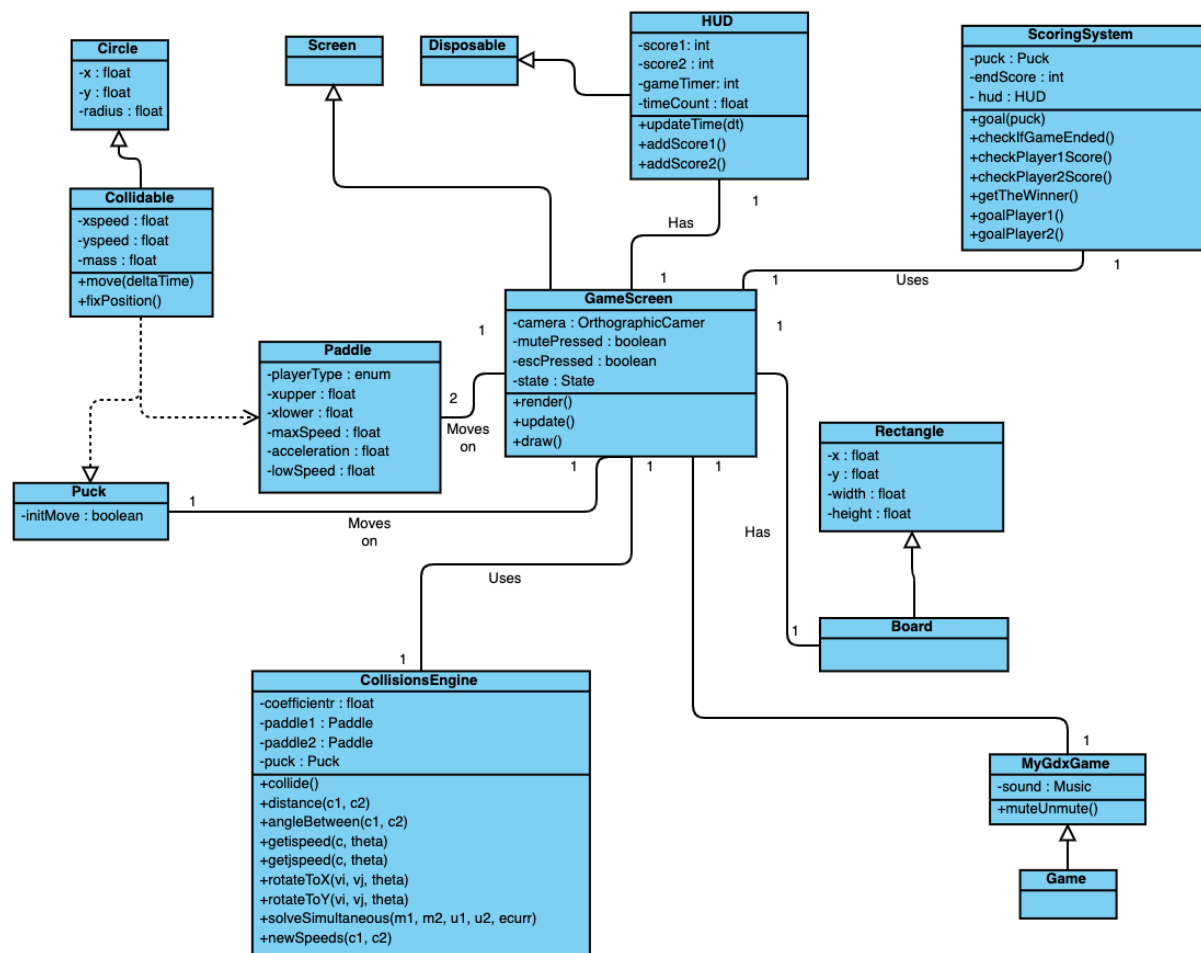 Circle
-x : float
-y : float
-radius : float
Screen
Disposable
HUD
-score1: int
-score2 : int
-gameTimer: int
-timeCount : float
+updateTime(dt)
+addScore1()
+addScore2()
ScoringSystem
-puck : Puck
-endScore : int
- hud : HUD
+goal(puck)
+checkIfGameEnded()
+checkPlayer1Score()
+checkPlayer2Score()
+getTheWinner()
+goalPlayer1()
+goalPlayer2()
Collidable
-xspeed : float
-yspeed : float
-mass : float
+move(deltaTime)
+fixPosition()
1
Has
1
1
Uses
1
GameScreen
-camera : OrthographicCamer
-mutePressed : boolean
-escPressed : boolean
-state : State
+render()
+update()
+draw()
1
1
Paddle
-playerType : enum
-xupper : float
-xlower : float
-maxSpeed : float
-acceleration : float
-lowSpeed : float
2
Moves
on
Rectangle
-x : float
-y : float
-width : float
-height : float
1
1
1
Puck
-initMove : boolean
1
Moves
on
Has
Uses
1
Board
1
CollisionsEngine
-coefficientr : float
-paddle1 : Paddle
-paddle2 : Paddle
-puck : Puck
+collide()
+distance(c1, c2)
+angleBetween(c1, c2)
+getispeed(c, theta)
+getjspeed(c, theta)
+rotateToX(vi, vj, theta)
+rotateToY(vi, vj, theta)
+solveSimultaneous(m1, m2, u1, u2, ecurr)
+newSpeeds(c1, c2)
1
MyGdxGame
-sound : Music
+muteUnmute()
Game